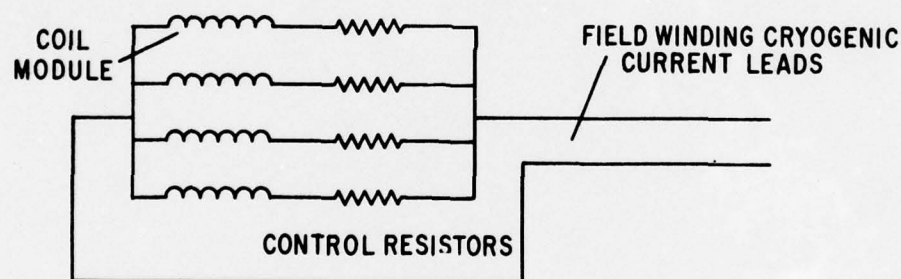 COIL
MODULE
FIELD WINDING CRYOGENIC
CURRENT LEADS
CONTROL RESISTORS